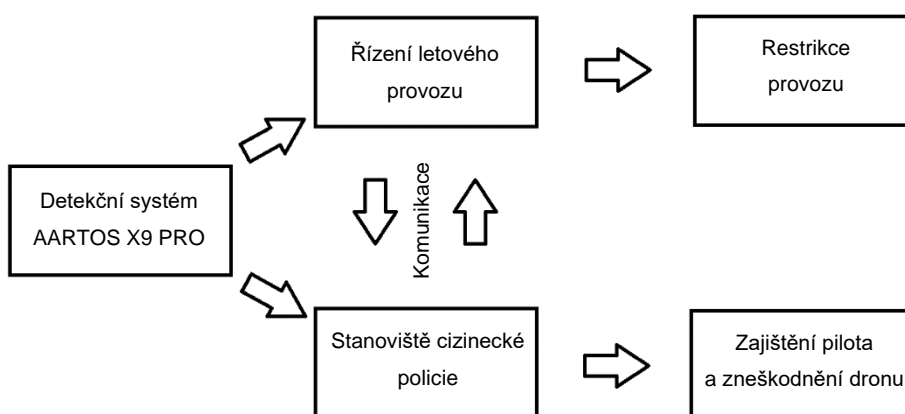 Řízení letového
provozu
Restrikce
provozu
Detekční systém
AARTOS X9 PRO
Komunikace
Stanoviště cizinecké
policie
Zajištění pilota
a zneškodnění dronu